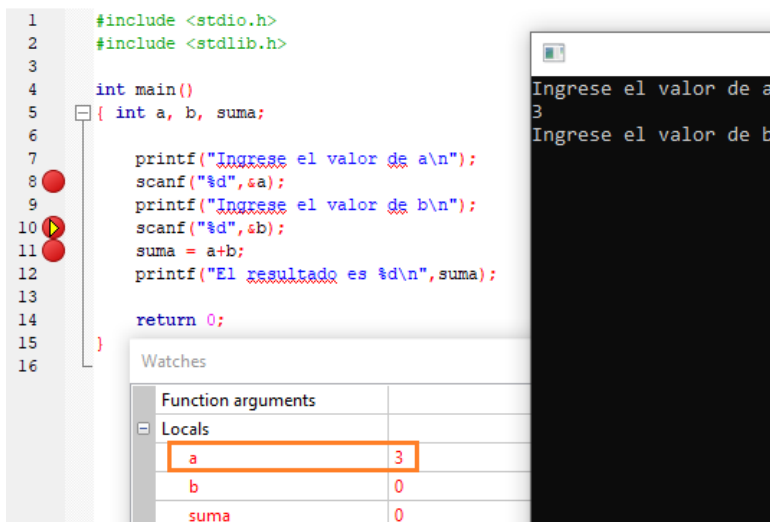 1 #include <stdio.h>
2 #include <stdlib.h>
3
4 int main()
5 { int a, b, suma;
6
7 printf("Ingrese el valor de a\n");
8 scanf("%d",&a);
9 printf("Ingrese el valor de b\n");
10 scanf("%d",&b);
11 suma = a+b;
12 printf("El resultado es %d\n",suma);
13
14 return 0;
15 }
16
Ingrese el valor de a
3
Ingrese el valor de b
Watches
Function arguments
Locals
a 3
b 0
suma 0